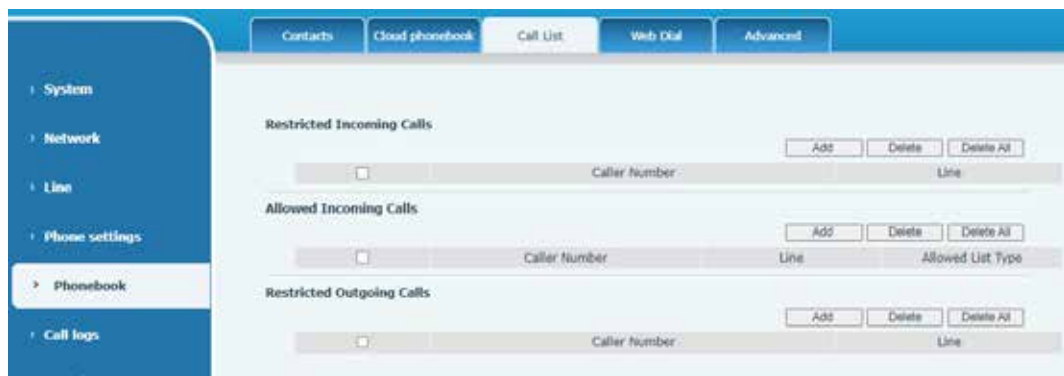 Contacts Cloud phonebook Call List Web Dial Advanced
System
Network
Line
Phone settings
Phonebook
Call logs
Restricted Incoming Calls
Add Delete Delete All
Caller Number Line
Allowed Incoming Calls
Add Delete Delete All
Caller Number Line Allowed List Type
Restricted Outgoing Calls
Add Delete Delete All
Caller Number Line